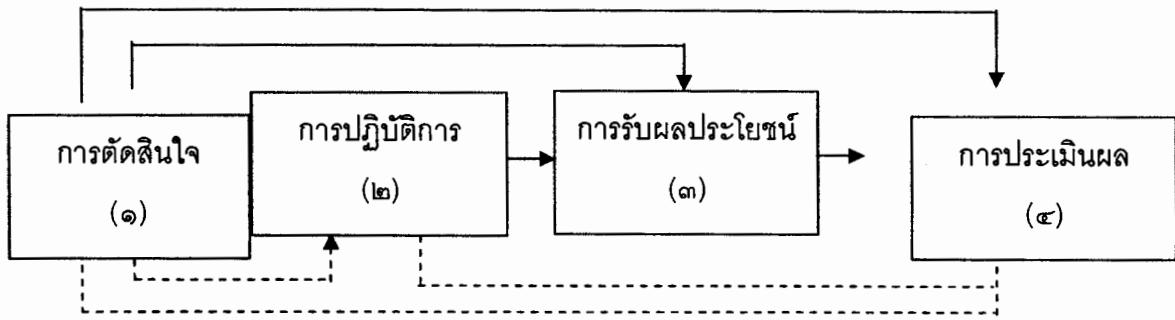 การตัดสินใจ
(๑)
การปฏิบัติการ
(๒)
การรับผลประโยชน์
(๓)
การประเมินผล
(๔)